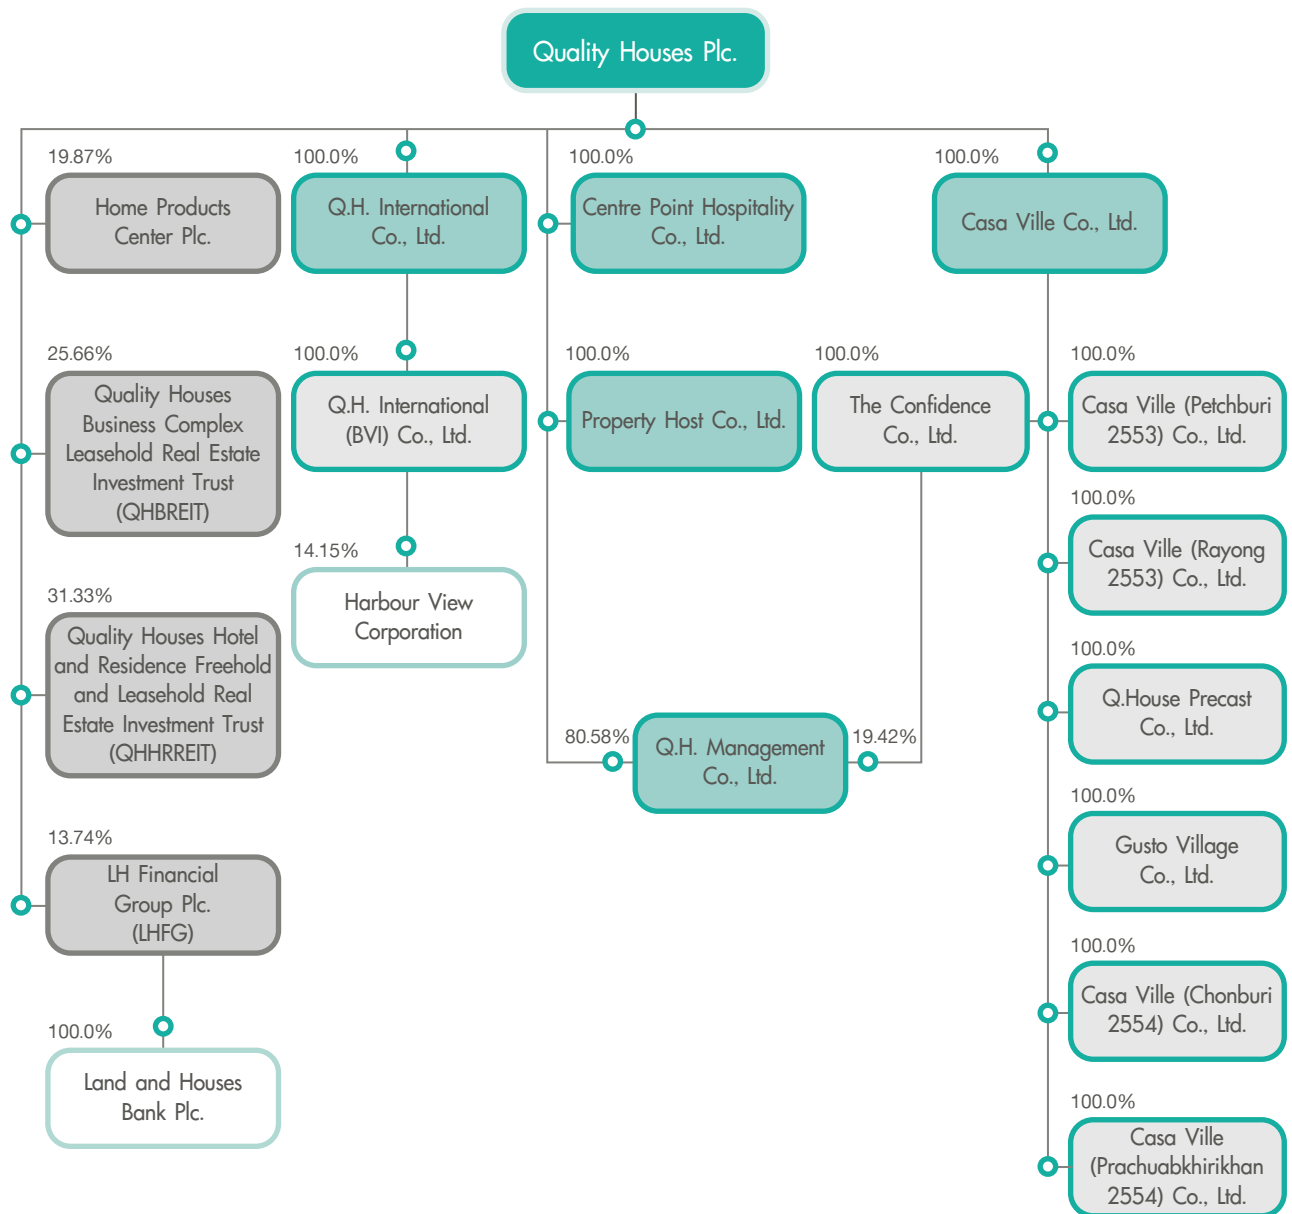 Quality Houses Plc.
19.87%
Home Products
Center Plc.
25.66%
Quality Houses
Business Complex
Leasehold Real Estate
Investment Trust
(QHBREIT)
31.33%
Quality Houses Hotel
and Residence Freehold
and Leasehold Real
Estate Investment Trust
(QHHRREIT)
13.74%
LH Financial
Group Plc.
(LHFG)
100.0%
Land and Houses
Bank Plc.
100.0%
Q.H. International
Co., Ltd.
100.0%
Q.H. International
(BVI) Co., Ltd.
14.15%
Harbour View
Corporation
100.0%
Centre Point Hospitality
Co., Ltd.
100.0%
Property Host Co., Ltd.
100.0%
The Confidence
Co., Ltd.
80.58%
Q.H. Management
Co., Ltd.
19.42%
100.0%
Casa Ville Co., Ltd.
100.0%
Casa Ville (Petchburi
2553) Co., Ltd.
100.0%
Casa Ville (Rayong
2553) Co., Ltd.
100.0%
Q.House Precast
Co., Ltd.
100.0%
Gusto Village
Co., Ltd.
100.0%
Casa Ville (Chonburi
2554) Co., Ltd.
100.0%
Casa Ville
(Prachuabkhirikhan
2554) Co., Ltd.